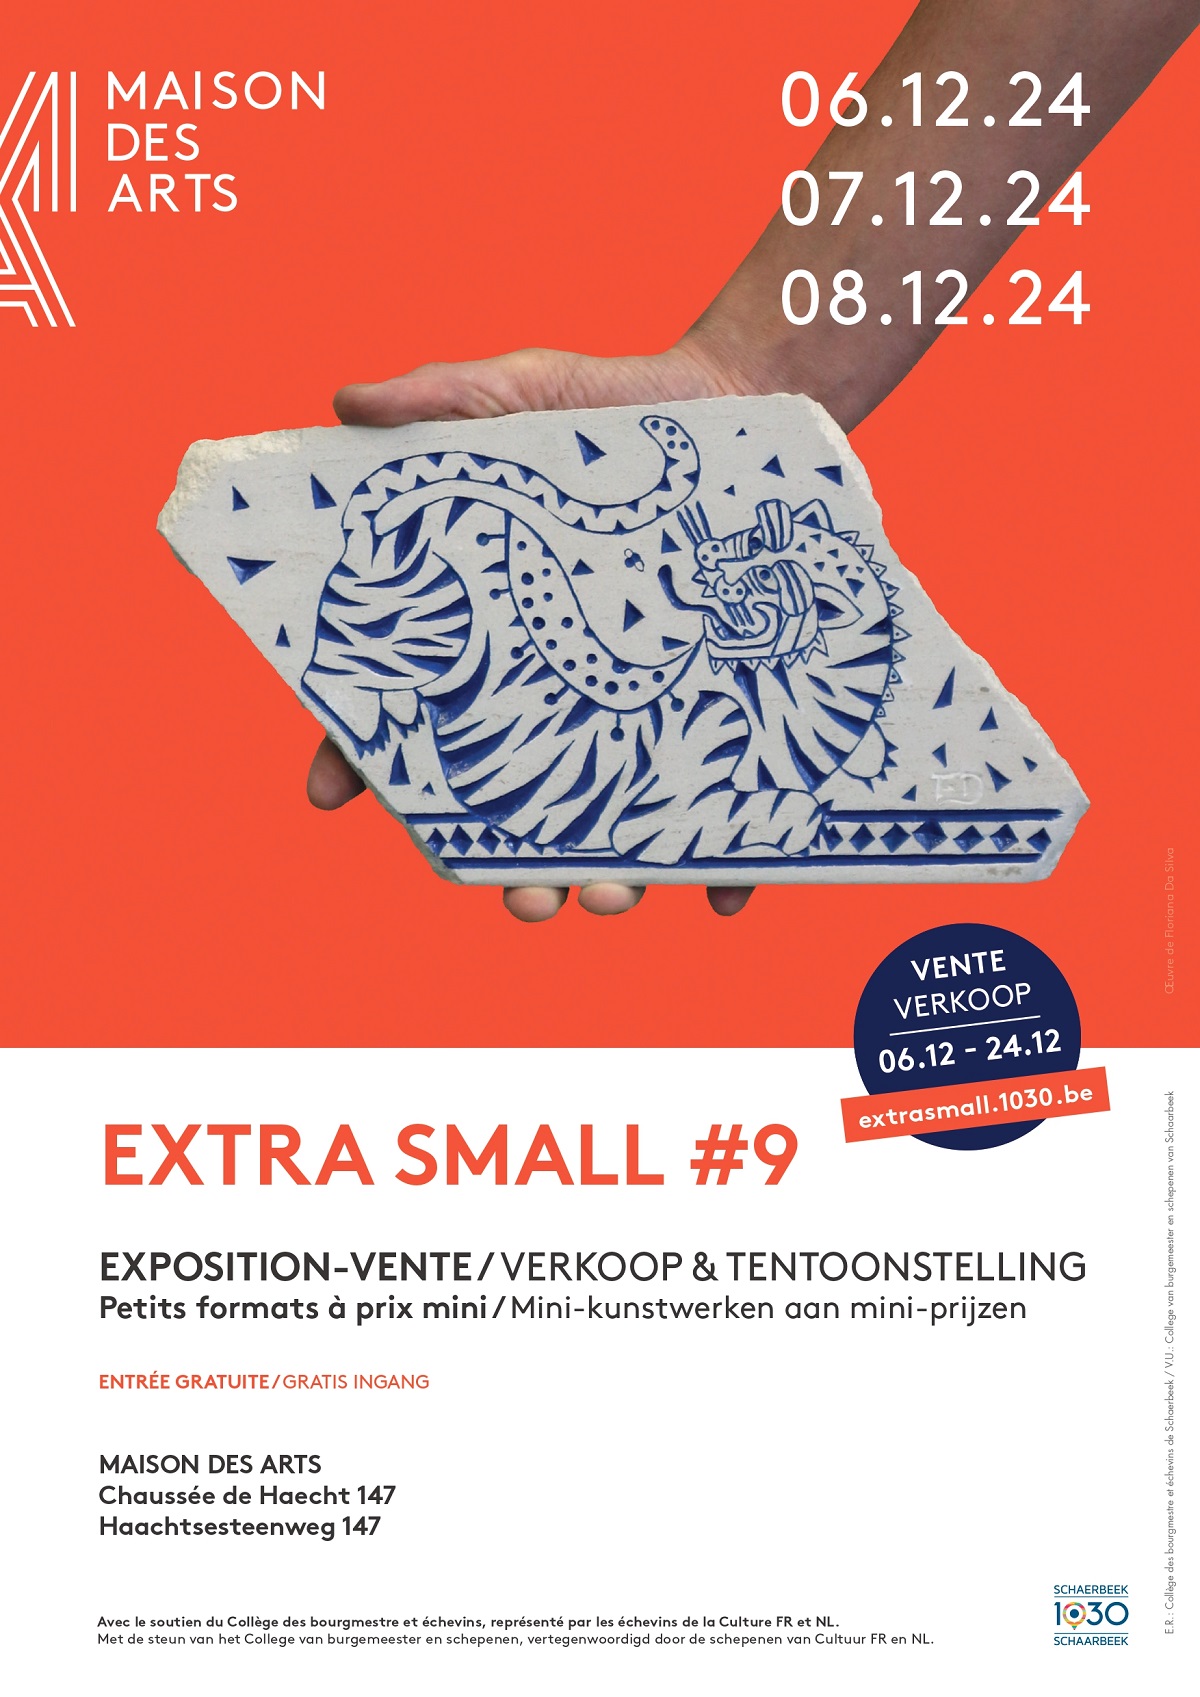 MAISON
DES
ARTS
06.12.24
07.12.24
08.12.24
FD
Œuvre de Floriana Da Silva
VENTE
VERKOOP
06.12 - 24.12
extrasmall.1030.be
EXTRA SMALL #9
EXPOSITION-VENTE / VERKOOP & TENTOONSTELLING
Petits formats à prix mini / Mini-kunstwerken aan mini-prijzen
ENTRÉE GRATUITE / GRATIS INGANG
MAISON DES ARTS
Chaussée de Haecht 147
Haachtsesteenweg 147
Avec le soutien du Collège des bourgmestre et échevins, représenté par les échevins de la Culture FR et NL.
Met de steun van het College van burgemeester en schepenen, vertegenwoordigd door de schepenen van Cultuur FR en NL.
SCHAERBEEK
1030
SCHAARBEEK
E.R.: Collège des bourgmestre et échevins de Schaerbeek / V.U.: College van burgemeester en schepenen van Schaarbeek